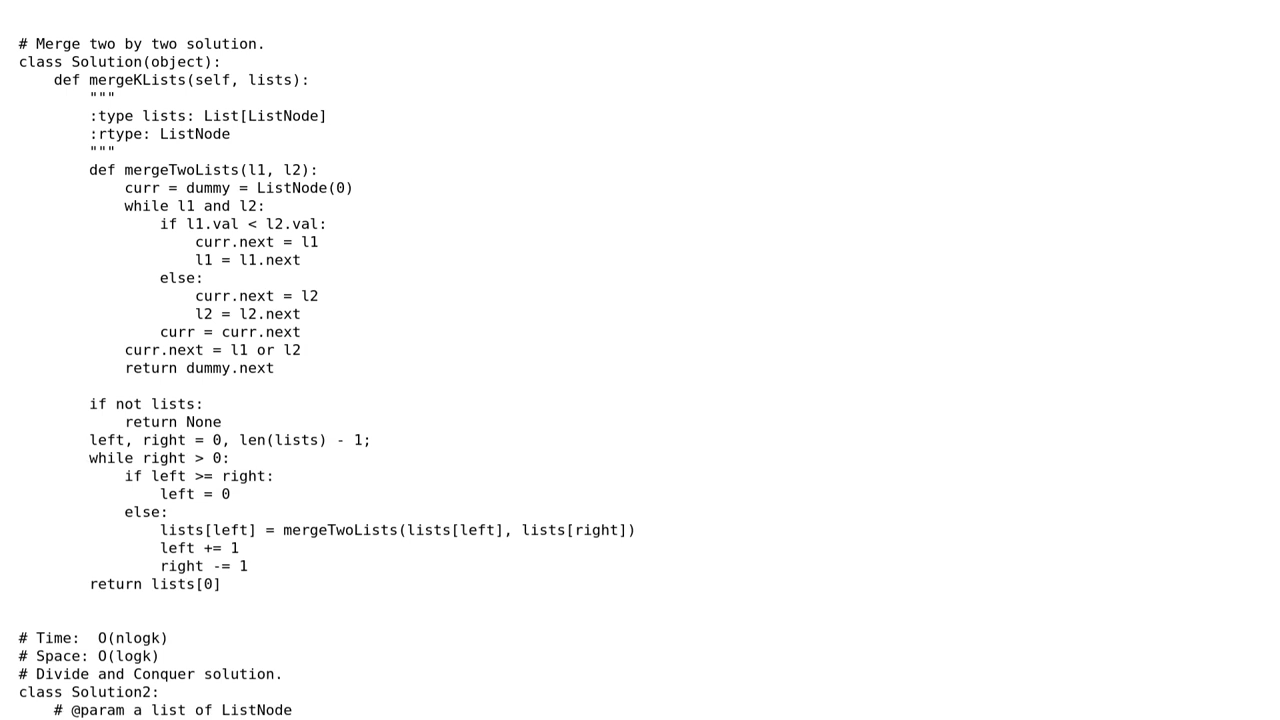 # Merge two by two solution.
class Solution(object):
    def mergeKLists(self, lists):
        """
        :type lists: List[ListNode]
        :rtype: ListNode
        """
        def mergeTwoLists(l1, l2):
            curr = dummy = ListNode(0)
            while l1 and l2:
                if l1.val < l2.val:
                    curr.next = l1
                    l1 = l1.next
                else:
                    curr.next = l2
                    l2 = l2.next
                curr = curr.next
            curr.next = l1 or l2
            return dummy.next

        if not lists:
            return None
        left, right = 0, len(lists) - 1;
        while right > 0:
            if left >= right:
                left = 0
            else:
                lists[left] = mergeTwoLists(lists[left], lists[right])
                left += 1
                right -= 1
        return lists[0]


# Time:  O(nlogk)
# Space: O(logk)
# Divide and Conquer solution.
class Solution2:
    # @param a list of ListNode